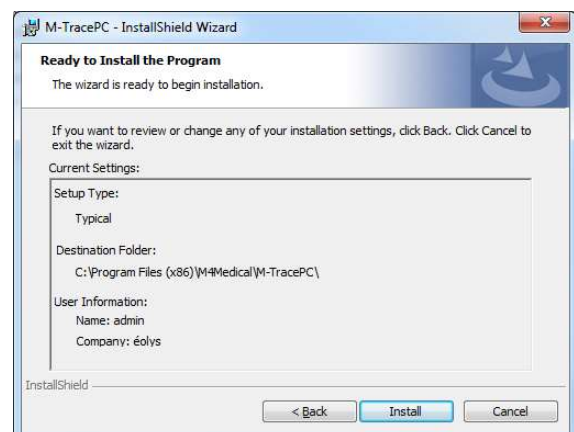 M-TracePC - InstallShield Wizard
Ready to Install the Program
The wizard is ready to begin installation.
If you want to review or change any of your installation settings, click Back. Click Cancel to
exit the wizard.
Current Settings:
Setup Type:
Typical
Destination Folder:
C:\Program Files (x86)\M4Medical\M-TracePC\
User Information:
Name: admin
Company: éolys
InstallShield
< Back Install Cancel